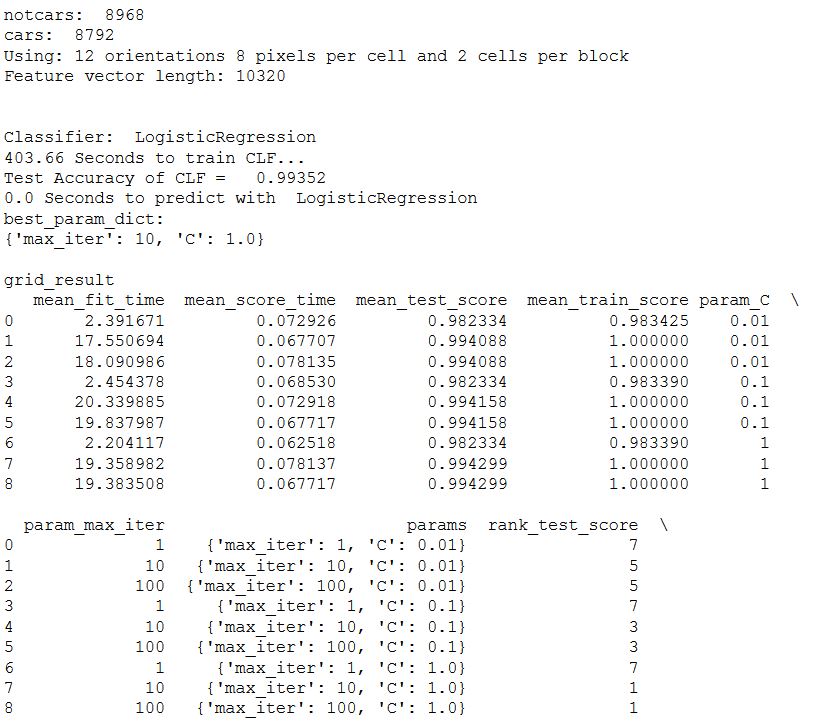 notcars:  8968
cars:  8792
Using: 12 orientations 8 pixels per cell and 2 cells per block
Feature vector length: 10320
Classifier:  LogisticRegression
403.66 Seconds to train CLF...
Test Accuracy of CLF =   0.99352
0.0 Seconds to predict with  LogisticRegression
best_param_dict:
{'max_iter': 10, 'C': 1.0}
grid_result
   mean_fit_time  mean_score_time  mean_test_score  mean_train_score param_C  \
0       2.391671         0.072926         0.982334          0.983425    0.01
1      17.550694         0.067707         0.994088          1.000000    0.01
2      18.090986         0.078135         0.994088          1.000000    0.01
3       2.454378         0.068530         0.982334          0.983390     0.1
4      20.339885         0.072918         0.994158          1.000000     0.1
5      19.837987         0.067717         0.994158          1.000000     0.1
6       2.204117         0.062518         0.982334          0.983390       1
7      19.358982         0.078137         0.994299          1.000000       1
8      19.383508         0.067717         0.994299          1.000000       1
  param_max_iter                        params  rank_test_score  \
0              1    {'max_iter': 1, 'C': 0.01}                7
1             10   {'max_iter': 10, 'C': 0.01}                5
2            100  {'max_iter': 100, 'C': 0.01}                5
3              1     {'max_iter': 1, 'C': 0.1}                7
4             10    {'max_iter': 10, 'C': 0.1}                3
5            100   {'max_iter': 100, 'C': 0.1}                3
6              1     {'max_iter': 1, 'C': 1.0}                7
7             10    {'max_iter': 10, 'C': 1.0}                1
8            100   {'max_iter': 100, 'C': 1.0}                1